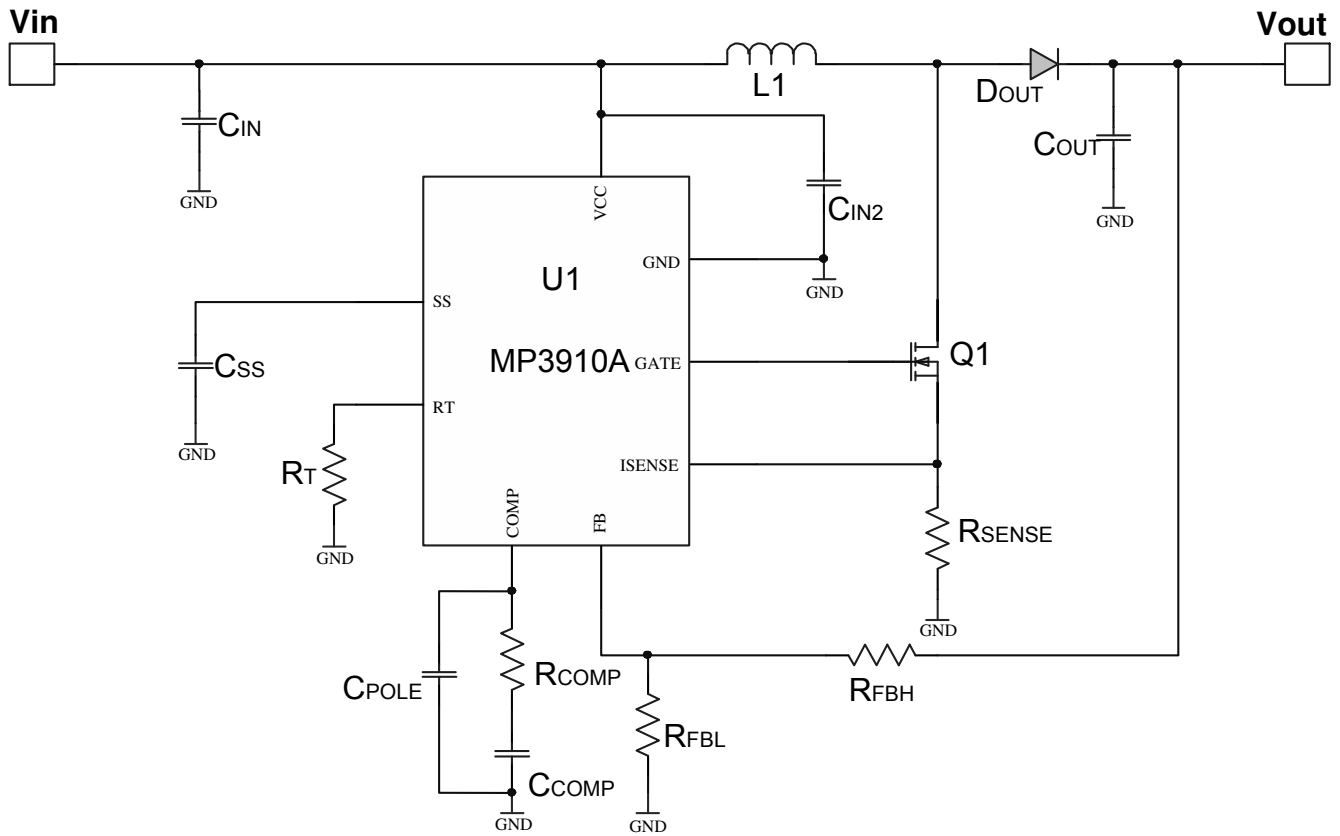 Vin
Vout
L1
DOUT
CIN
COUT
GND
VCC
CIN2
GND
GND
U1
GND
SS
CSS
MP3910A
GATE
Q1
RT
GND
ISENSE
RT
COMP
FB
RSENSE
GND
GND
CPOLE
RCOMP
RFBH
RFBL
CCOMP
GND
GND